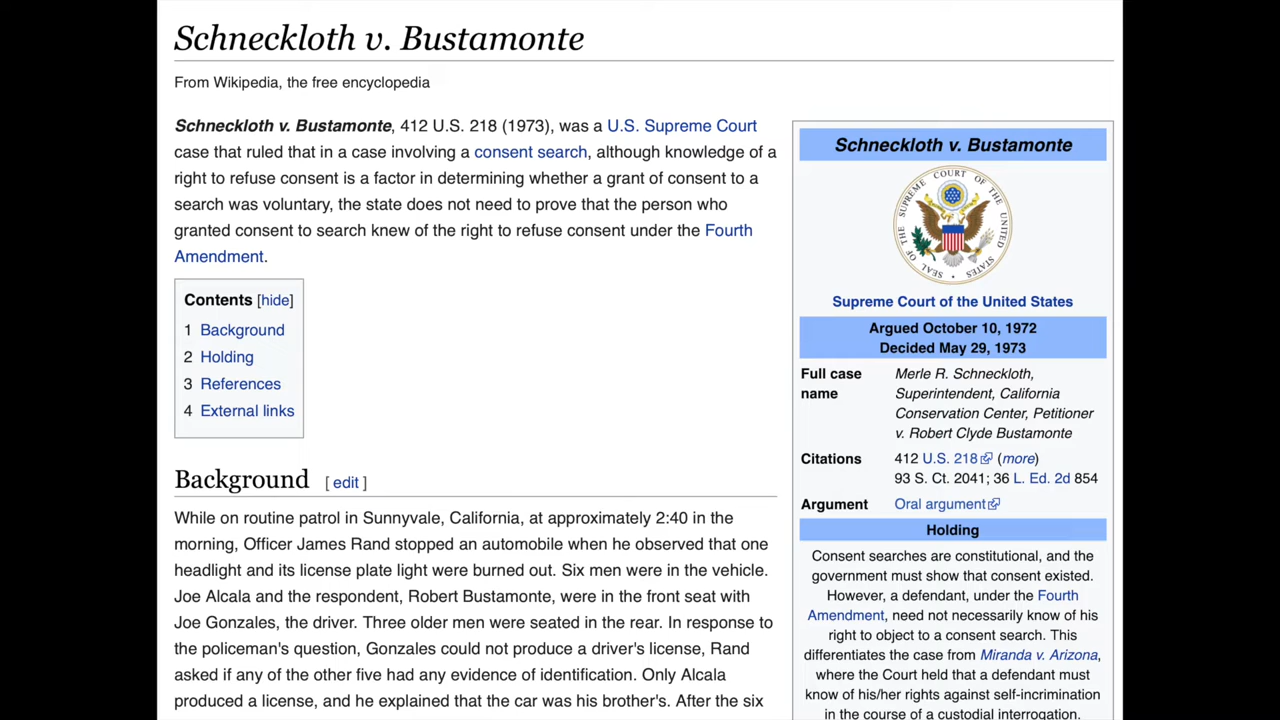 Schneckloth v. Bustamonte
From Wikipedia, the free encyclopedia
Schneckloth v. Bustamonte, 412 U.S. 218 (1973), was a U.S. Supreme Court
case that ruled that in a case involving a consent search, although knowledge of a
right to refuse consent is a factor in determining whether a grant of consent to a
search was voluntary, the state does not need to prove that the person who
granted consent to search knew of the right to refuse consent under the Fourth
Amendment.
Contents [hide]
1 Background
2 Holding
3 References
4 External links
Background [ edit ]
While on routine patrol in Sunnyvale, California, at approximately 2:40 in the
morning, Officer James Rand stopped an automobile when he observed that one
headlight and its license plate light were burned out. Six men were in the vehicle.
Joe Alcala and the respondent, Robert Bustamonte, were in the front seat with
Joe Gonzales, the driver. Three older men were seated in the rear. In response to
the policeman's question, Gonzales could not produce a driver's license, Rand
asked if any of the other five had any evidence of identification. Only Alcala
produced a license, and he explained that the car was his brother's. After the six
Schneckloth v. Bustamonte
SEAL OF THE SUPREME COURT OF THE UNITED STATES
Supreme Court of the United States
Argued October 10, 1972
Decided May 29, 1973
Full case name
Merle R. Schneckloth,
Superintendent, California
Conservation Center, Petitioner
v. Robert Clyde Bustamonte
Citations 412 U.S. 218 (more)
93 S. Ct. 2041; 36 L. Ed. 2d 854
Argument Oral argument
Holding
Consent searches are constitutional, and the
government must show that consent existed.
However, a defendant, under the Fourth
Amendment, need not necessarily know of his
right to object to a consent search. This
differentiates the case from Miranda v. Arizona,
where the Court held that a defendant must
know of his/her rights against self-incrimination
in the course of a custodial interrogation.